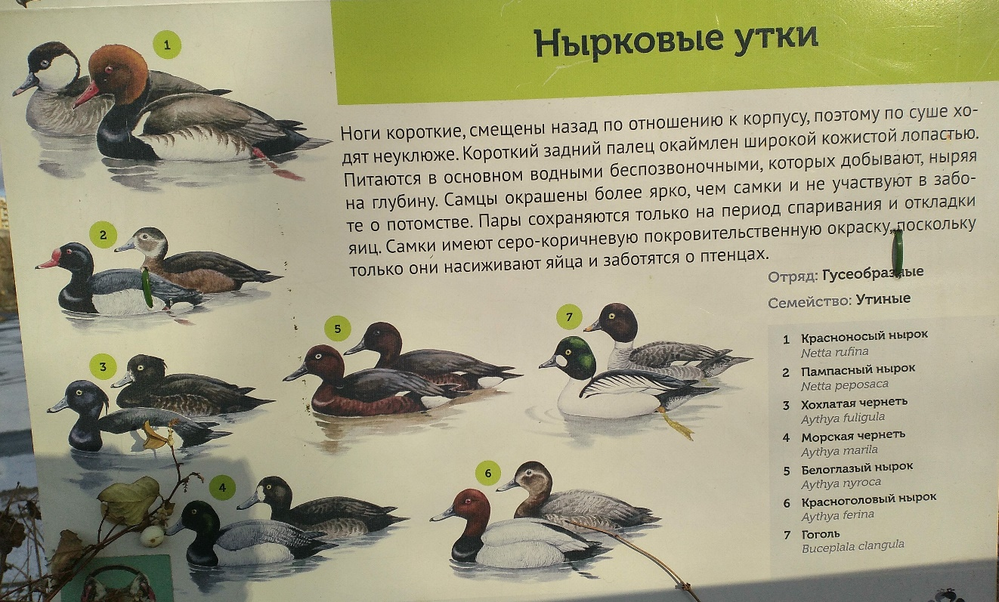 Нырковые утки
Ноги короткие, смещены назад по отношению к корпусу, поэтому по суше хо-
дят неуклюже. Короткий задний палец окаймлен широкой кожистой лопастью.
Питаются в основном водными беспозвоночными, которых добывают, ныряя
на глубину. Самцы окрашены более ярко, чем самки и не участвуют в забо-
те о потомстве. Пары сохраняются только на период спаривания и откладки
яиц. Самки имеют серо-коричневую покровительственную окраску, поскольку
только они насиживают яйца и заботятся о птенцах.
Отряд: Гусеобразные
Семейство: Утиные
1 Красноносый нырок
Netta rufina
2 Пампасный нырок
Netta peposaca
3 Хохлатая чернеть
Aythya fuligula
4 Морская чернеть
Aythya marila
5 Белоглазый нырок
Aythya nyroca
6 Красноголовый нырок
Aythya ferina
7 Гоголь
Buceplala clangula
1
2
3
4
5
6
7